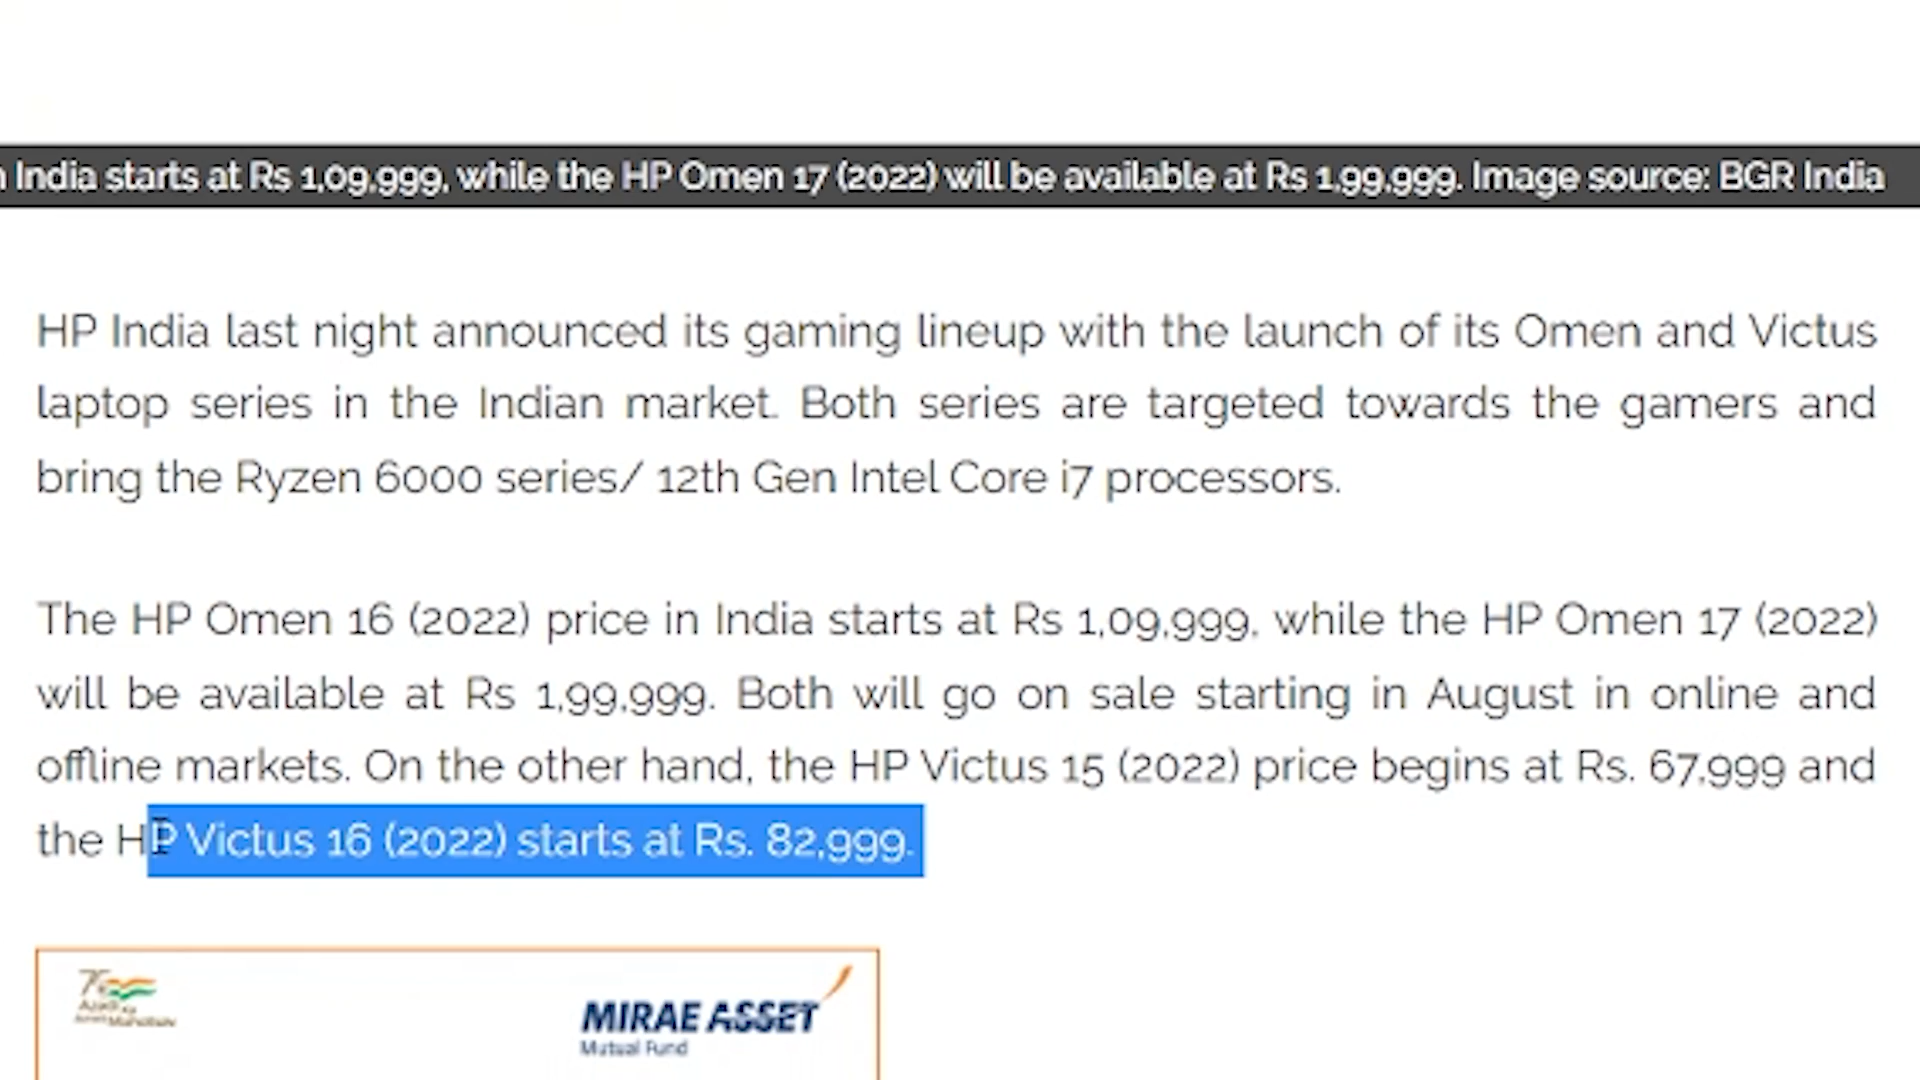 India starts at Rs 1,09,999, while the HP Omen 17 (2022) will be available at Rs 1,99,999. Image source: BGR India
HP India last night announced its gaming lineup with the launch of its Omen and Victus
laptop series in the Indian market. Both series are targeted towards the gamers and
bring the Ryzen 6000 series/ 12th Gen Intel Core i7 processors.
The HP Omen 16 (2022) price in India starts at Rs 1,09,999, while the HP Omen 17 (2022)
will be available at Rs 1,99,999. Both will go on sale starting in August in online and
offline markets. On the other hand, the HP Victus 15 (2022) price begins at Rs. 67,999 and
the HP Victus 16 (2022) starts at Rs. 82,999.
Azadi Ka
Amrit Mahotsav
MIRAE ASSET
Mutual Fund